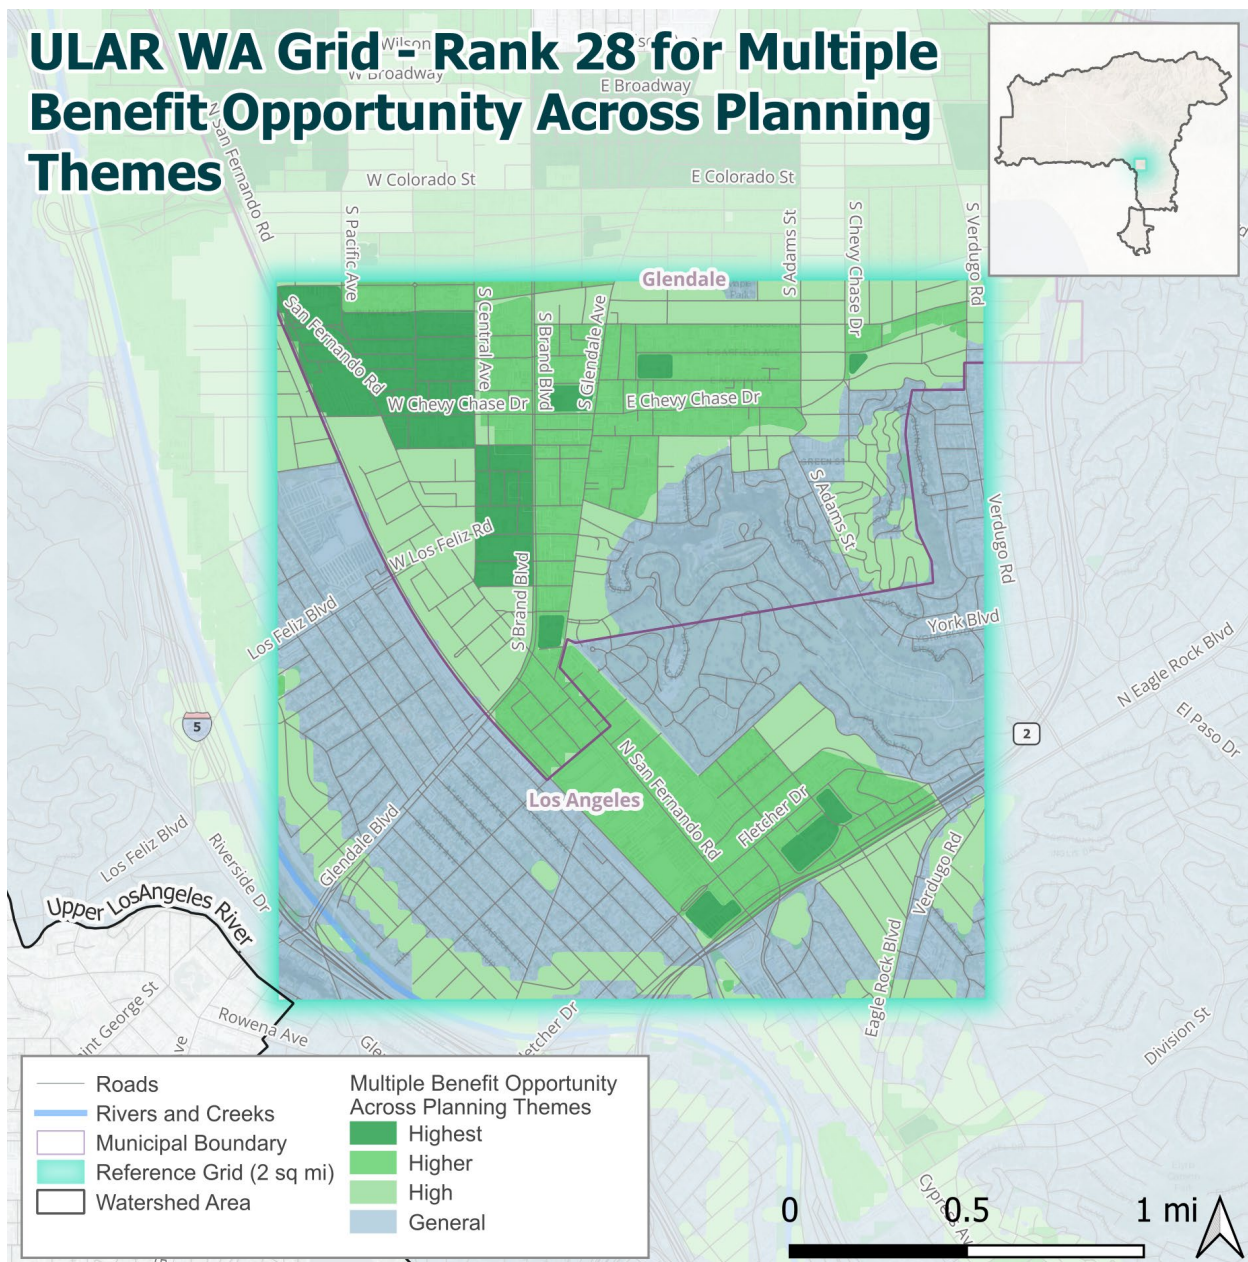 ULAR WA Grid - Rank 28 for Multiple
Benefit Opportunity Across Planning
Themes
Wilson
W Broadway
E Broadway
N San Fernando Rd
W Colorado St
E Colorado St
S Pacific Ave
S Adams St
S Chevy Chase Dr
S Verdugo Rd
Glendale
San Fernando Rd
S Central Ave
S Brand Blvd
S Glendale Ave
W Chevy Chase Dr
E Chevy Chase Dr
S Adams St
Verdugo Rd
W Los Feliz Rd
Los Feliz Blvd
S Brand Blvd
York Blvd
N Eagle Rock Blvd
El Paso Dr
5
2
Los Angeles
N San Fernando Rd
Fletcher Dr
Glendale Blvd
Los Feliz Blvd
Riverside Dr
Verdugo Rd
Eagle Rock Blvd
Upper LosAngeles River
Rowena Ave
Division St
Roads
Rivers and Creeks
Municipal Boundary
Reference Grid (2 sq mi)
Watershed Area
Multiple Benefit Opportunity
Across Planning Themes
Highest
Higher
High
General
0 0.5 1 mi